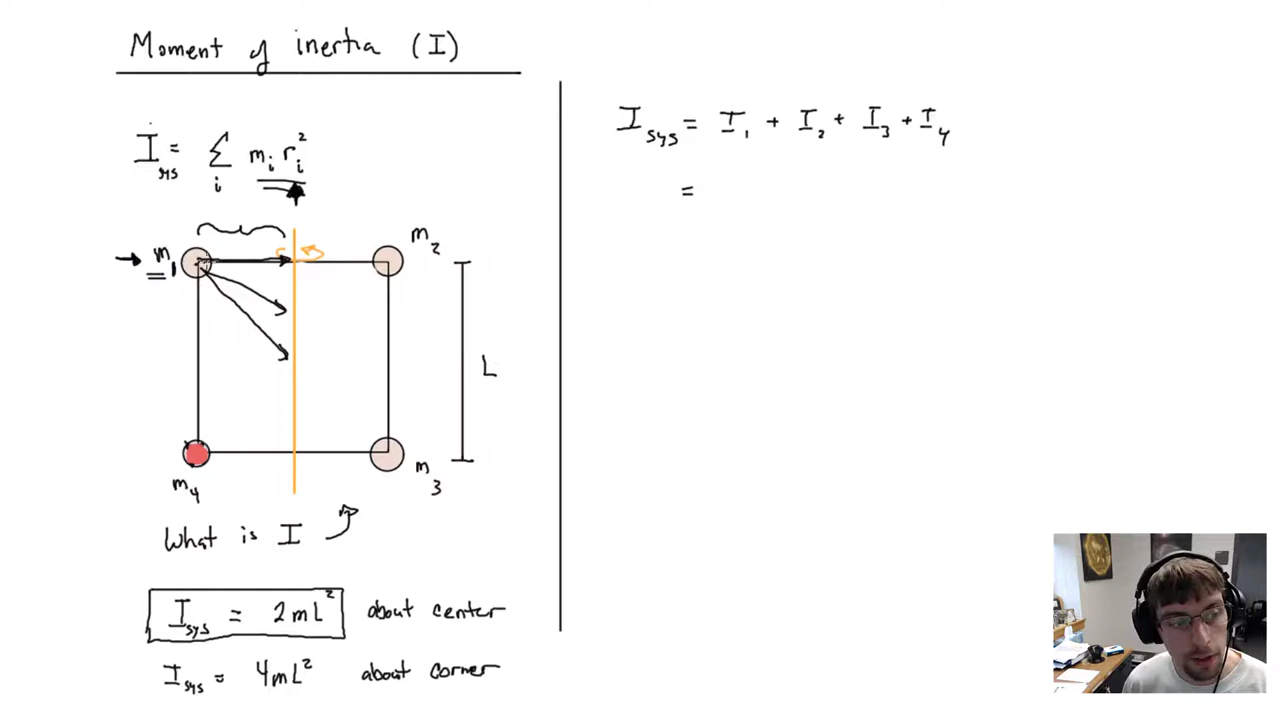 Moment of inertia (I)
I_sys = Σ_i m_i r_i²
m_1
m_2
L
m_4
m_3
What is I
I_sys = 2mL² about center
I_sys = 4mL² about corner
I_sys = I_1 + I_2 + I_3 + I_4
=